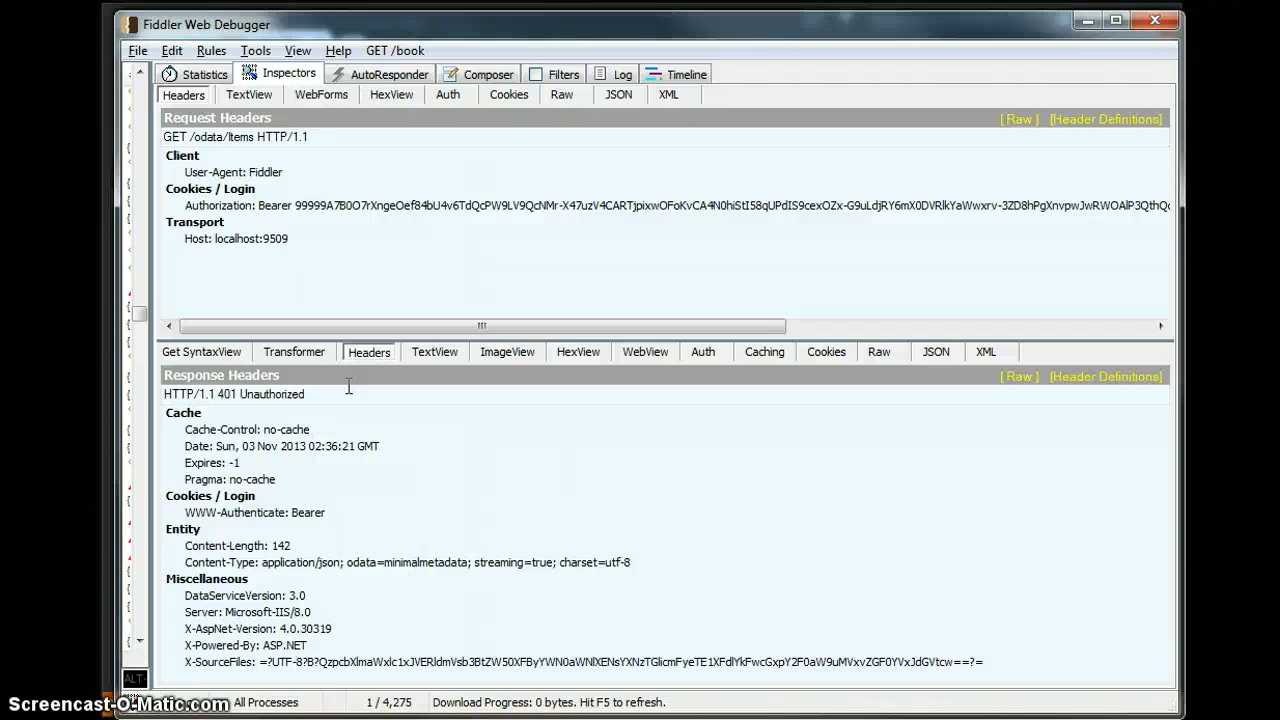 Fiddler Web Debugger
File Edit Rules Tools View Help GET /book
Statistics Inspectors AutoResponder Composer Filters Log Timeline
Headers TextView WebForms HexView Auth Cookies Raw JSON XML
Request Headers [ Raw ] [Header Definitions]
GET /odata/Items HTTP/1.1
Client
User-Agent: Fiddler
Cookies / Login
Authorization: Bearer
Transport
Host: localhost:9509
Get SyntaxView Transformer Headers TextView ImageView HexView WebView Auth Caching Cookies Raw JSON XML
Response Headers [ Raw ] [Header Definitions]
HTTP/1.1 401 Unauthorized
Cache
Cache-Control: no-cache
Date: Sun, 03 Nov 2013 02:36:21 GMT
Expires: -1
Pragma: no-cache
Cookies / Login
WWW-Authenticate: Bearer
Entity
Content-Length: 142
Content-Type: application/json; odata=minimalmetadata; streaming=true; charset=utf-8
Miscellaneous
DataServiceVersion: 3.0
Server: Microsoft-IIS/8.0
X-AspNet-Version: 4.0.30319
X-Powered-By: ASP.NET
X-SourceFiles:
ALT
All Processes 1 / 4,275 Download Progress: 0 bytes. Hit F5 to refresh.
Screencast-O-Matic.com